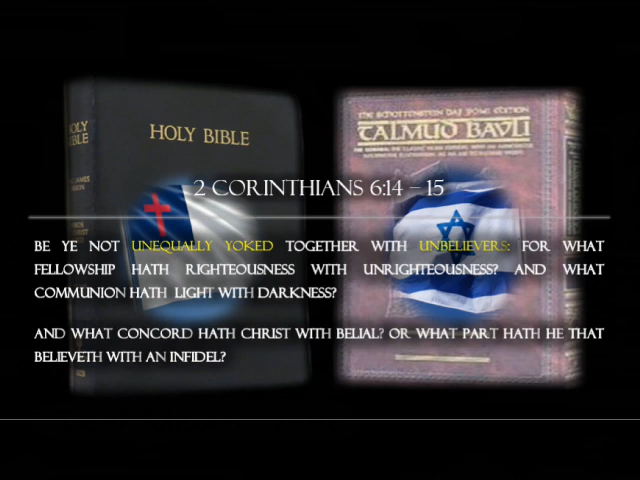 HOLY BIBLE
HOLY
BIBLE
THE SCHOTTENSTEIN DAF YOMI EDITION
TALMUD BAVLI
2 CORINTHIANS 6:14 – 15
BE YE NOT UNEQUALLY YOKED TOGETHER WITH UNBELIEVERS: FOR WHAT
FELLOWSHIP HATH RIGHTEOUSNESS WITH UNRIGHTEOUSNESS? AND WHAT
COMMUNION HATH LIGHT WITH DARKNESS?
AND WHAT CONCORD HATH CHRIST WITH BELIAL? OR WHAT PART HATH HE THAT
BELIEVETH WITH AN INFIDEL?